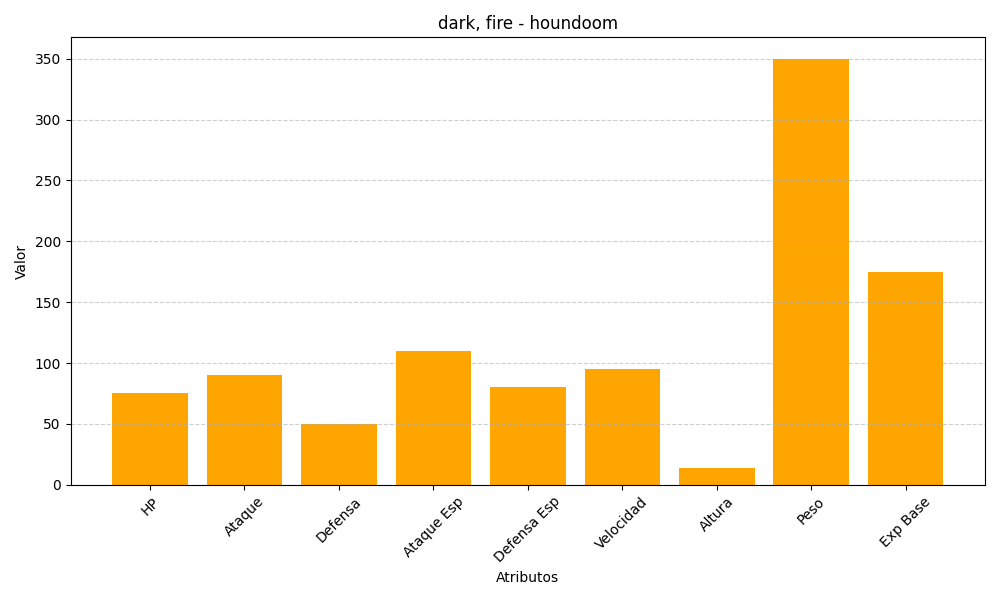 dark, fire - houndoom
Valor
350
300
250
200
150
100
50
0
HP
Ataque
Defensa
Ataque Esp
Defensa Esp
Velocidad
Altura
Peso
Exp Base
Atributos